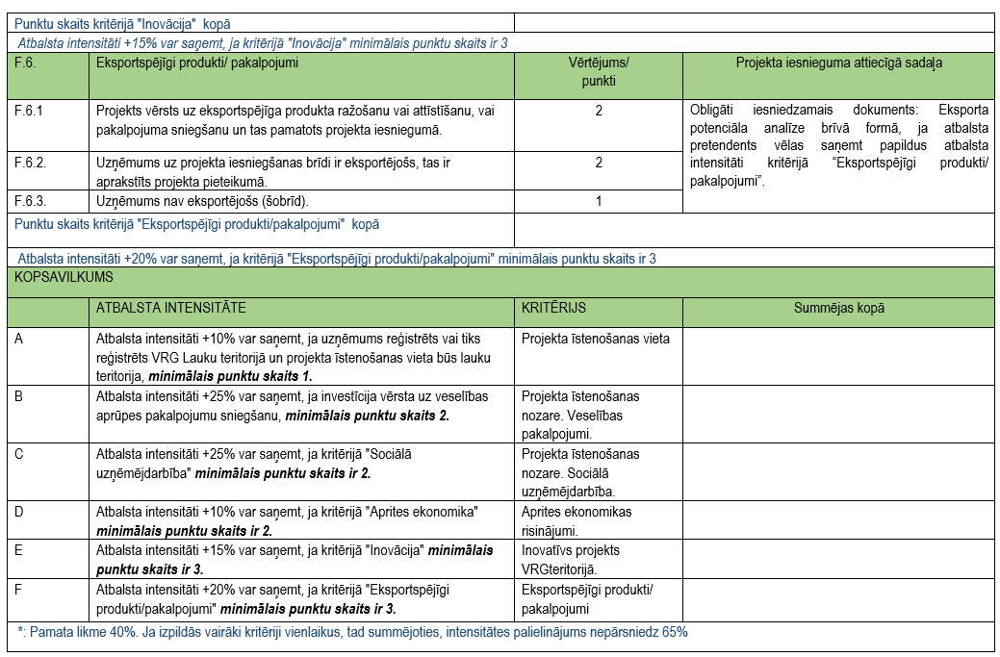 Punktu skaits kritērijā "Inovācija" kopā
Atbalsta intensitāti +15% var saņemt, ja kritērijā "Inovācija" minimālais punktu skaits ir 3
F.6. Eksportspējīgi produkti/ pakalpojumi Vērtējums/ Projekta iesnieguma attiecīgā sadaļa
punkti
F.6.1 Projekts vērsts uz eksportspējīga produkta ražošanu vai attīstīšanu, vai
pakalpojuma sniegšanu un tas pamatots projekta iesniegumā.
2
Obligāti iesniedzamais dokuments: Eksporta
potenciāla analīze brīvā formā, ja atbalsta
pretendents vēlas saņemt papildus atbalsta
intensitāti kritērijā “Eksportspējīgi produkti/
pakalpojumi”.
F.6.2. Uzņēmums uz projekta iesniegšanas brīdi ir eksportējošs, tas ir
aprakstīts projekta pieteikumā.
2
F.6.3. Uzņēmums nav eksportējošs (šobrīd). 1
Punktu skaits kritērijā "Eksportspējīgi produkti/pakalpojumi" kopā
Atbalsta intensitāti +20% var saņemt, ja kritērijā "Eksportspējīgi produkti/pakalpojumi" minimālais punktu skaits ir 3
KOPSAVILKUMS
ATBALSTA INTENSITĀTE KRITĒRIJS Summējas kopā
A Atbalsta intensitāti +10% var saņemt, ja uzņēmums reģistrēts vai tiks
reģistrēts VRG Lauku teritorijā un projekta īstenošanas vieta būs lauku
teritorija, minimālais punktu skaits 1.
Projekta īstenošanas vieta
B Atbalsta intensitāti +25% var saņemt, ja investīcija vērsta uz veselības
aprūpes pakalpojumu sniegšanu, minimālais punktu skaits 2.
Projekta īstenošanas
nozare. Veselības
pakalpojumi.
C Atbalsta intensitāti +25% var saņemt, ja kritērijā "Sociālā
uzņēmējdarbība" minimālais punktu skaits ir 2.
Projekta īstenošanas
nozare. Sociālā
uzņēmējdarbība.
D Atbalsta intensitāti +10% var saņemt, ja kritērijā "Aprites ekonomika"
minimālais punktu skaits ir 2.
Aprites ekonomikas
risinājumi.
E Atbalsta intensitāti +15% var saņemt, ja kritērijā "Inovācija" minimālais
punktu skaits ir 3.
Inovatīvs projekts
VRGteritorijā.
F Atbalsta intensitāti +20% var saņemt, ja kritērijā "Eksportspējīgi
produkti/pakalpojumi" minimālais punktu skaits ir 3.
Eksportspējīgi produkti/
pakalpojumi
*: Pamata likme 40%. Ja izpildās vairāki kritēriji vienlaikus, tad summējoties, intensitātes palielinājums nepārsniedz 65%